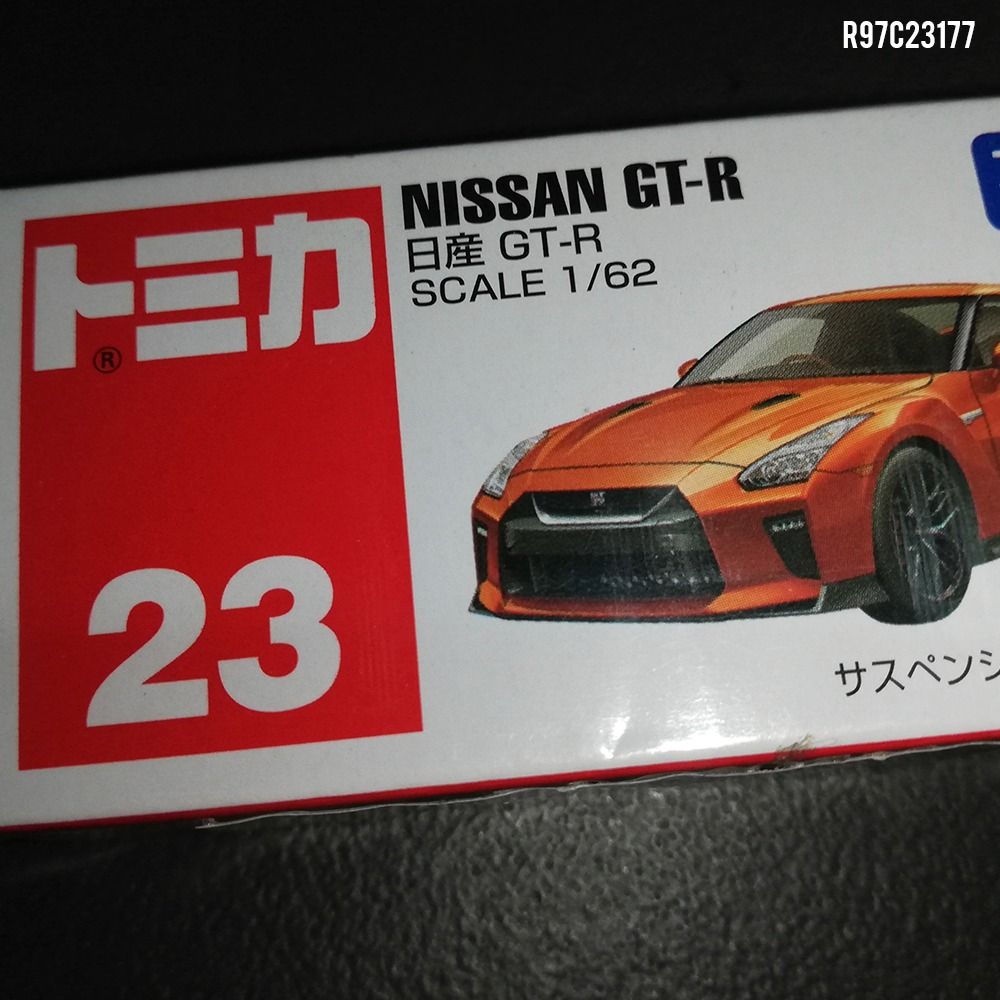 R97C23177
NISSAN GT-R
日産 GT-R
SCALE 1/62
トミカ
®
23
サスペンシ